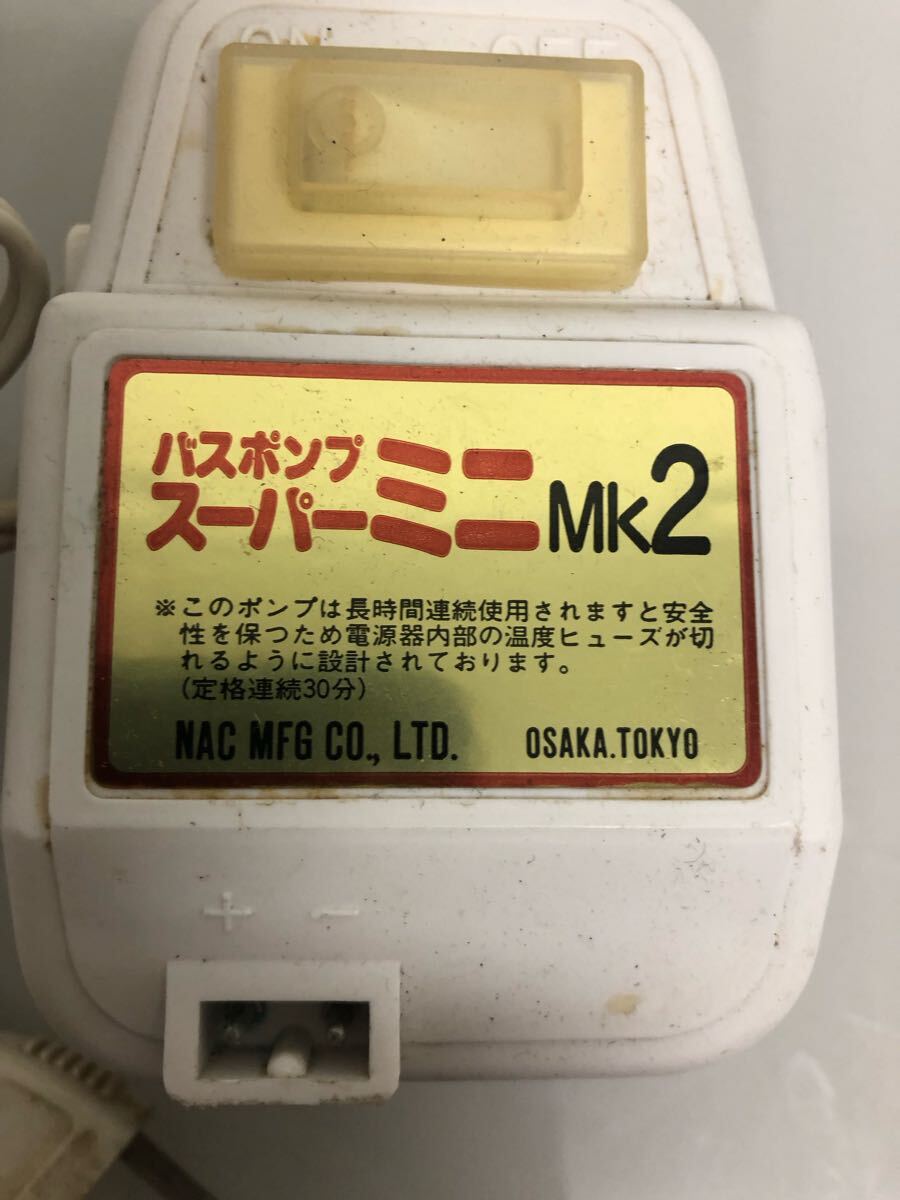 ON OFF
バスポンプ
スーパーミニMk2
※このポンプは長時間連続使用されますと安全
性を保つため電源器内部の温度ヒューズが切
れるように設計されております。
(定格連続30分)
NAC MFG CO., LTD. OSAKA.TOKYO
+ -